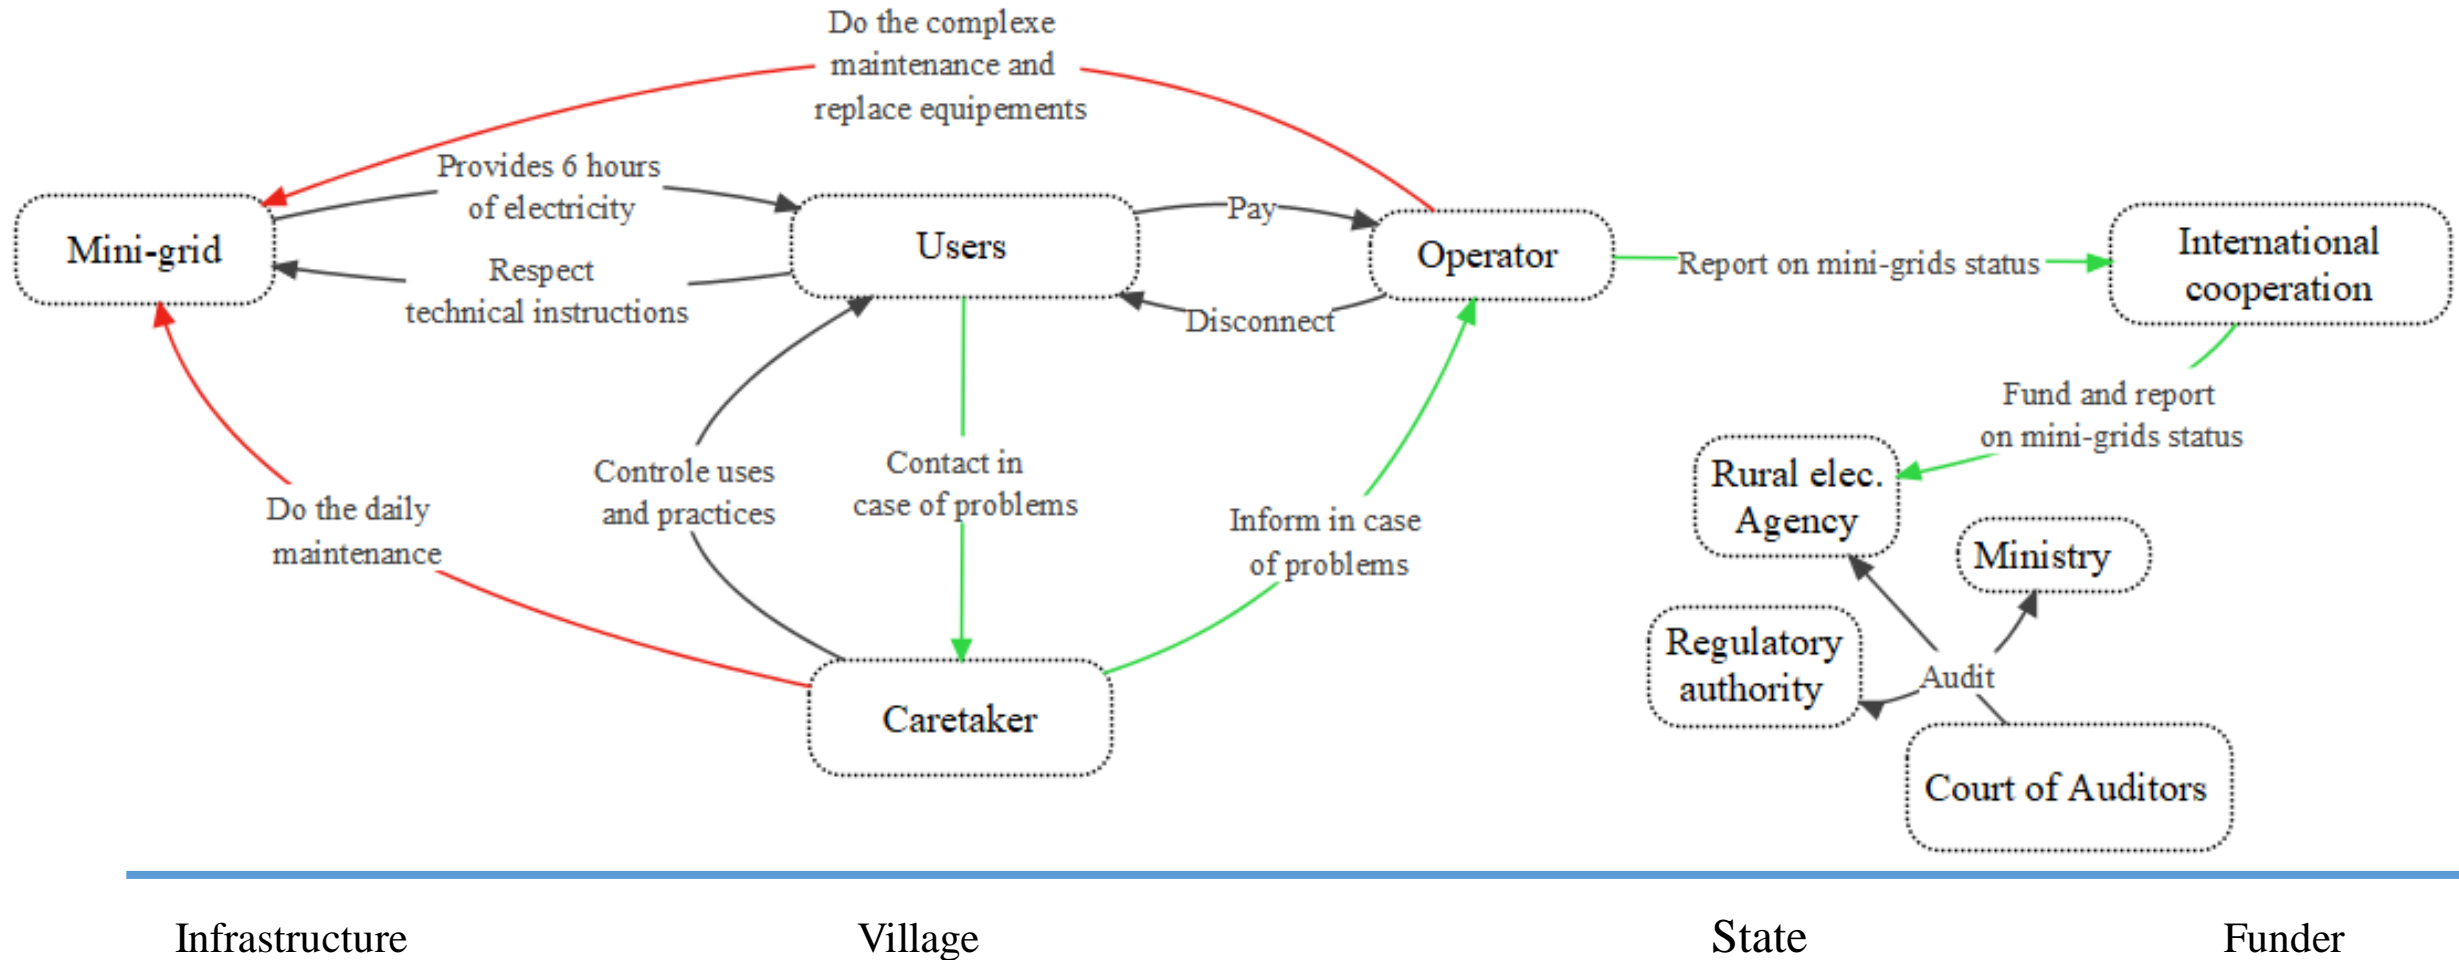 Do the complexe
maintenance and
replace equipements
Provides 6 hours
of electricity
Mini-grid
Users
Pay
Operator
Report on mini-grids status
International
cooperation
Respect
technical instructions
Disconnect
Fund and report
on mini-grids status
Controle uses
and practices
Contact in
case of problems
Rural elec.
Agency
Do the daily
maintenance
Inform in case
of problems
Ministry
Regulatory
authority
Audit
Caretaker
Court of Auditors
Infrastructure
Village
State
Funder